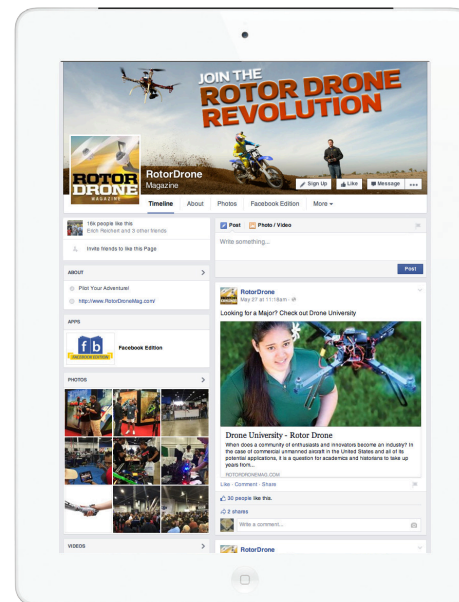 JOIN THE
ROTOR DRONE
REVOLUTION
ROTOR
DRONE
MAGAZINE
RotorDrone
Magazine
Sign Up
Like
Message
Timeline
About
Photos
Facebook Edition
More
16k people like this
Erich Reichert and 3 other friends
Invite friends to like this Page
ABOUT
Pilot Your Adventure!
http://www.RotorDroneMag.com/
APPS
fb
FACEBOOK EDITION
Facebook Edition
PHOTOS
VIDEOS
Post
Photo / Video
Write something...
Post
RotorDrone
May 27 at 11:18am
Looking for a Major? Check out Drone University
Drone University - Rotor Drone
When does a community of enthusiasts and innovators become an industry? In
the case of commercial unmanned aircraft in the United States and all of its
potential applications, it is a question for academics and historians to take up
years from...
ROTORDRONEMAG.COM
Like · Comment · Share
30 people like this.
2 shares
Write a comment...
RotorDrone